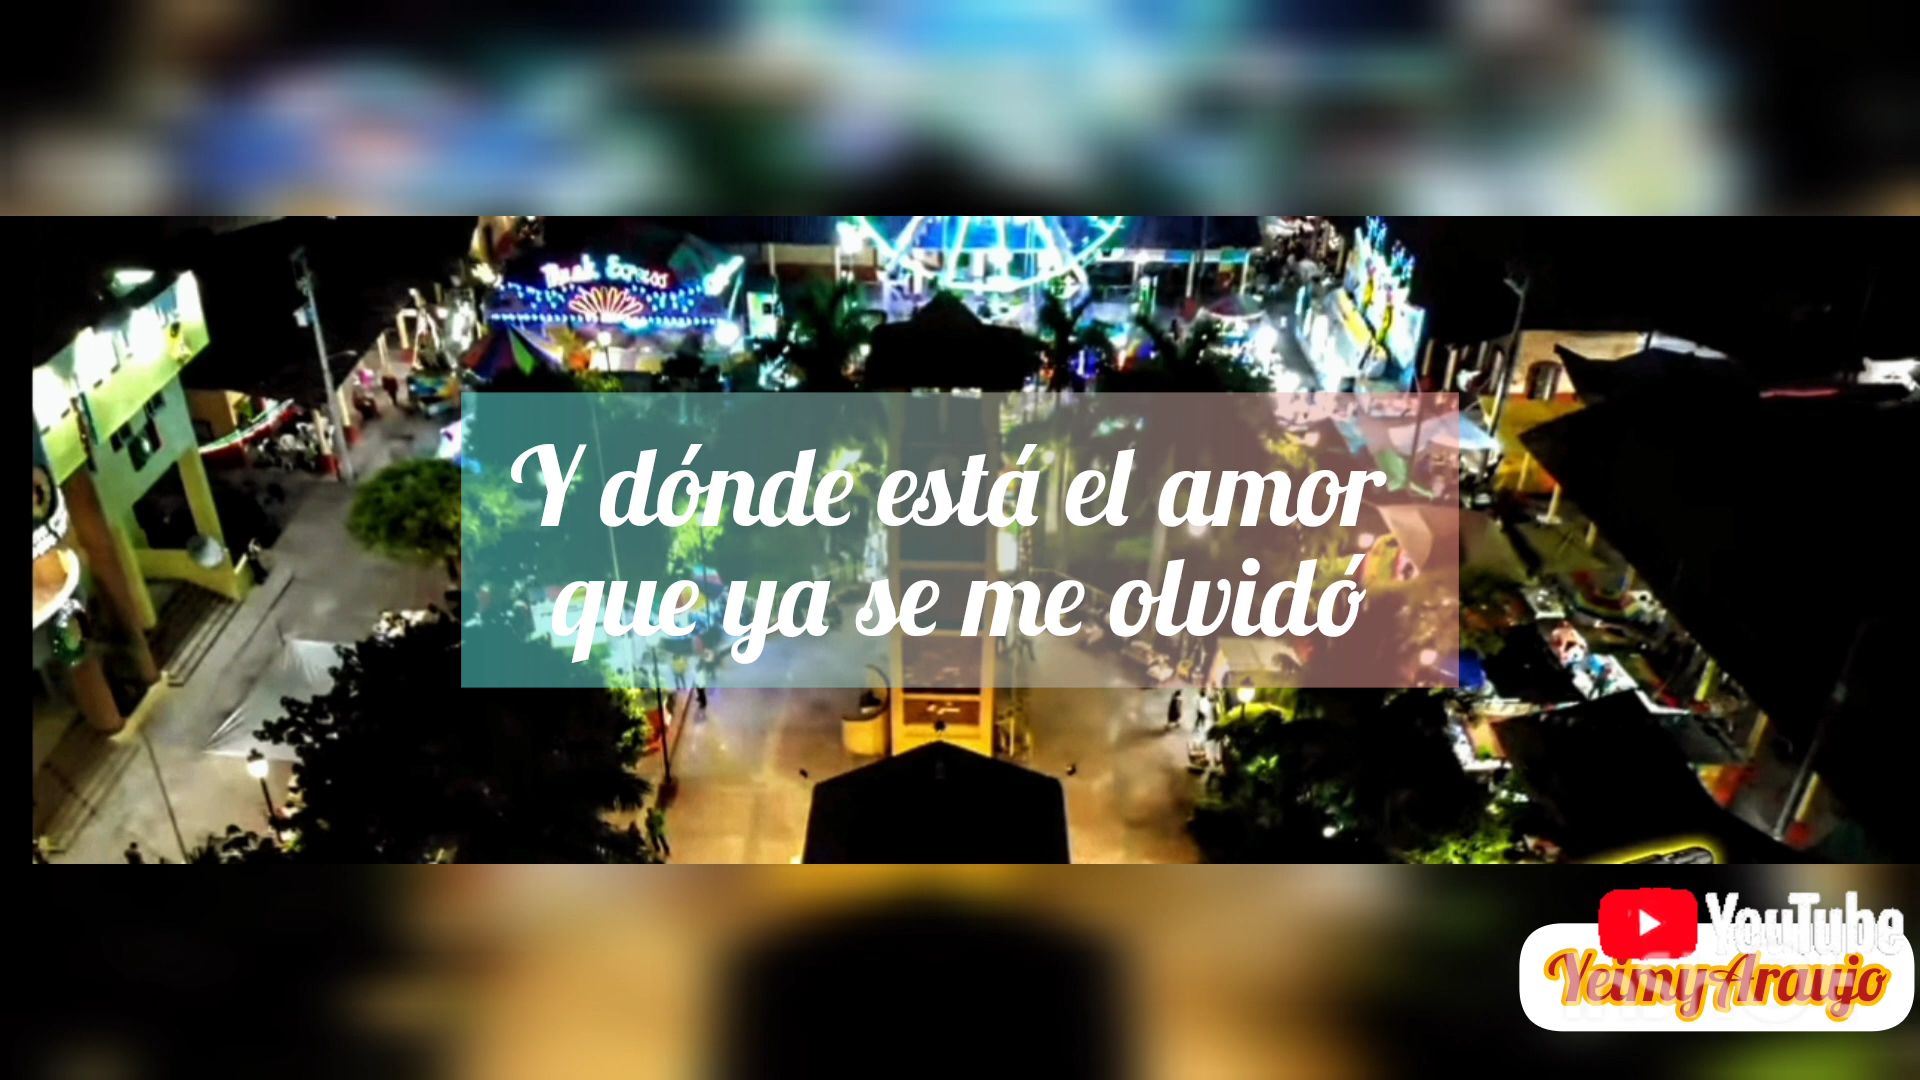 Y dónde está el amor
que ya se me olvidó
YouTube
YeimyAraujo